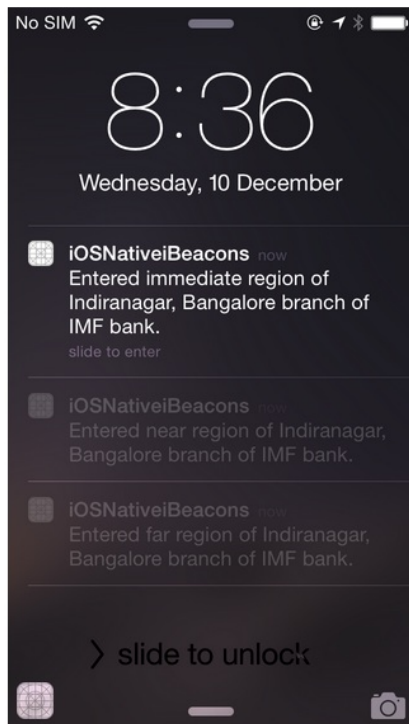 No SIM
8:36
Wednesday, 10 December
iOSNativeiBeacons now
Entered immediate region of
Indiranagar, Bangalore branch of
IMF bank.
slide to enter
iOSNativeiBeacons now
Entered near region of Indiranagar,
Bangalore branch of IMF bank.
iOSNativeiBeacons now
Entered far region of Indiranagar,
Bangalore branch of IMF bank.
> slide to unlock